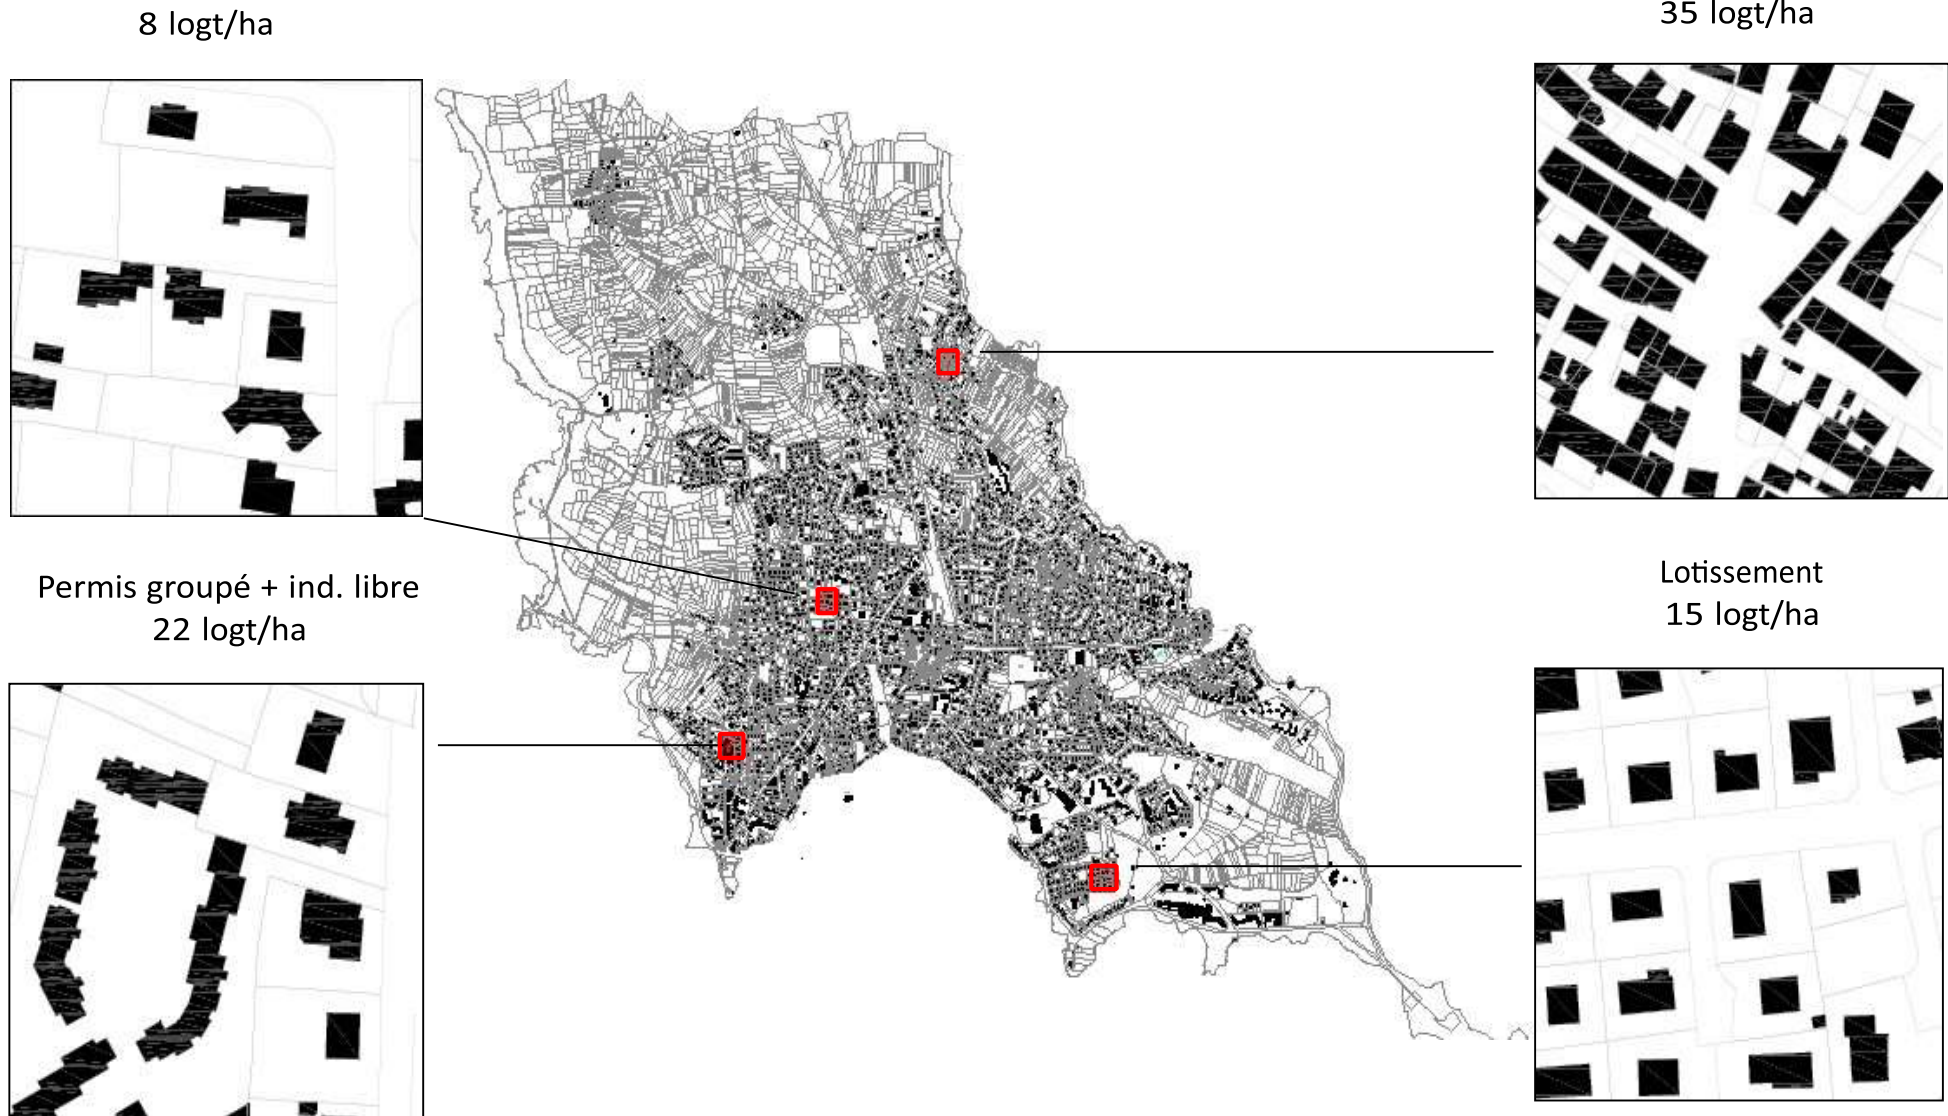 8 logt/ha
35 logt/ha
Permis groupé + ind. libre
22 logt/ha
Lotissement
15 logt/ha